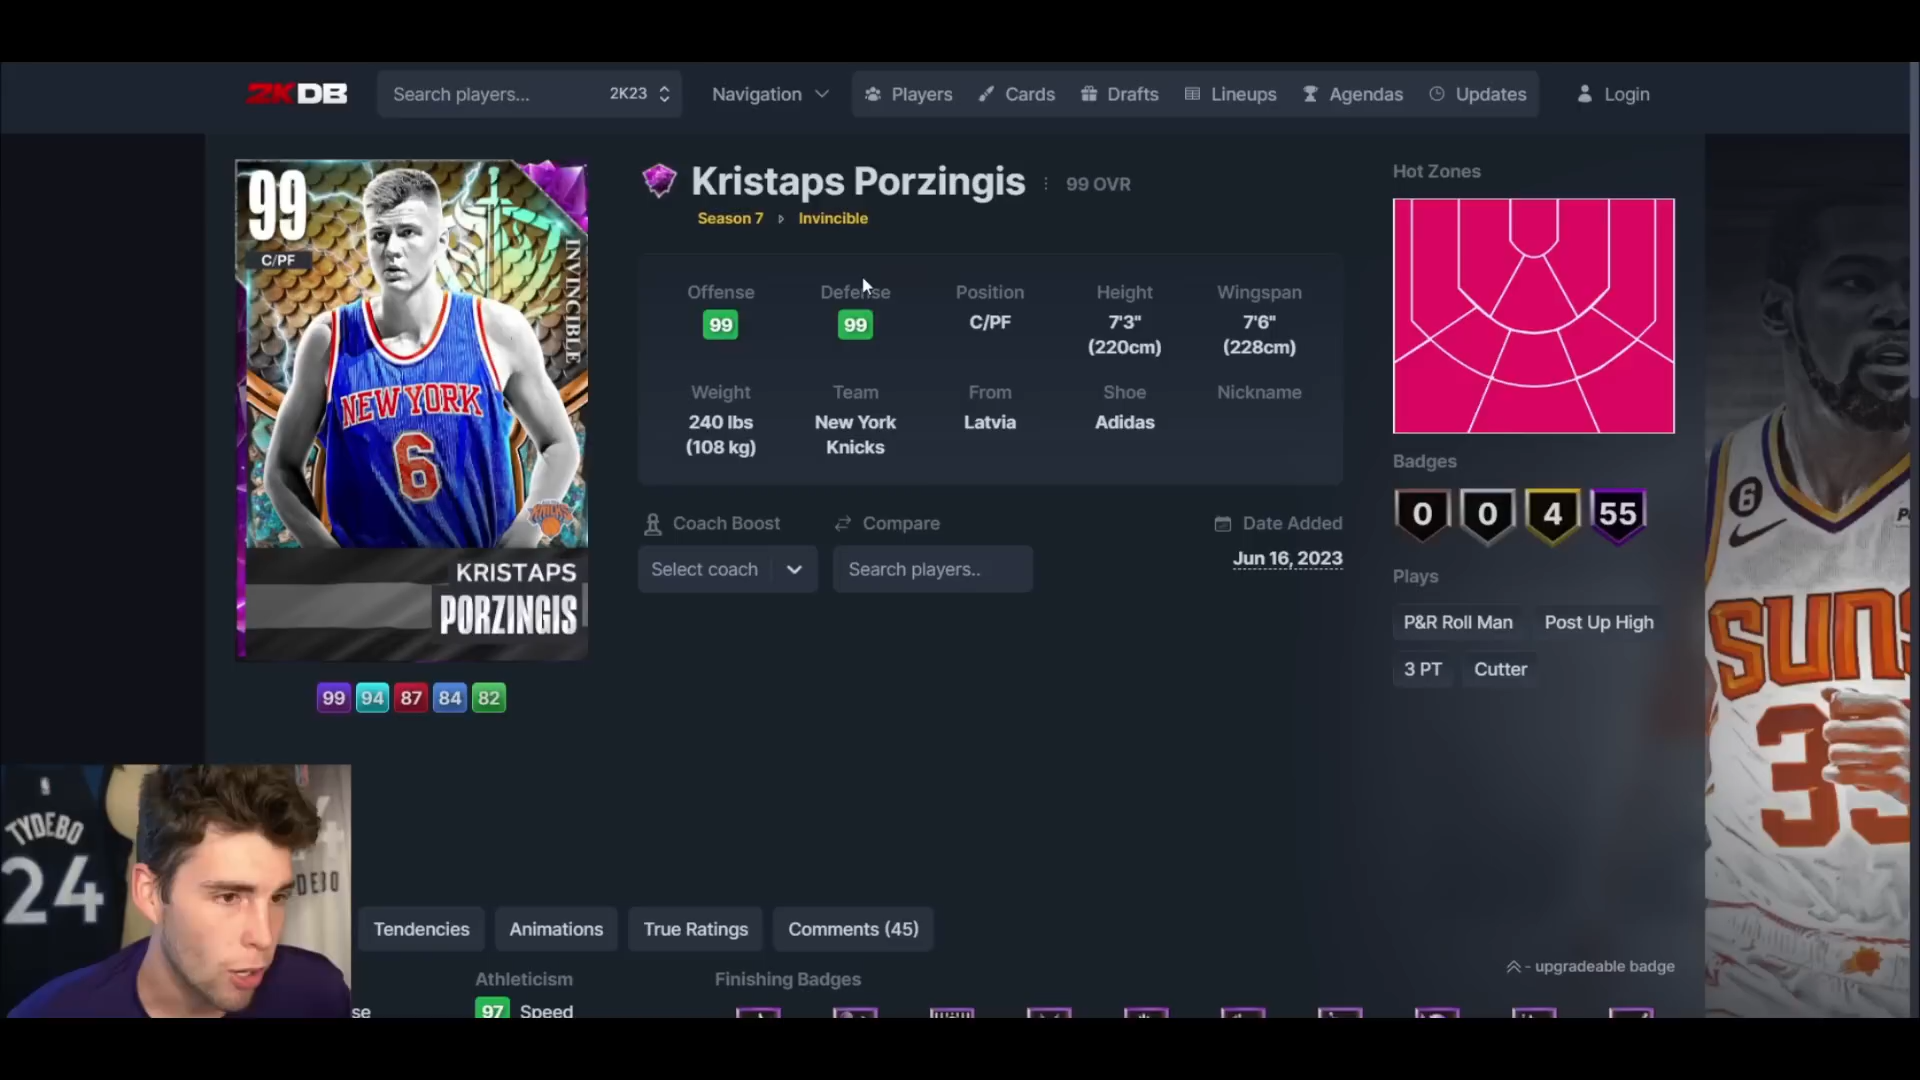 2KDB
Search players...
2K23
Navigation
Players
Cards
Drafts
Lineups
Agendas
Updates
Login
99
C/PF
INVINCIBLE
NEW YORK
6
KNICKS
KRISTAPS
PORZINGIS
99 94 87 84 82
Kristaps Porzingis
99 OVR
Season 7
Invincible
Offense
99
Defense
99
Position
C/PF
Height
7'3"
(220cm)
Wingspan
7'6"
(228cm)
Weight
240 lbs
(108 kg)
Team
New York
Knicks
From
Latvia
Shoe
Adidas
Nickname
Coach Boost
Select coach
Compare
Search players..
Date Added
Jun 16, 2023
Hot Zones
Badges
0 0 4 55
Plays
P&R Roll Man
Post Up High
3 PT
Cutter
6
SUNS
35
TYDEBO
24
Tendencies
Animations
True Ratings
Comments (45)
- upgradeable badge
se
Athleticism
97 Speed
Finishing Badges